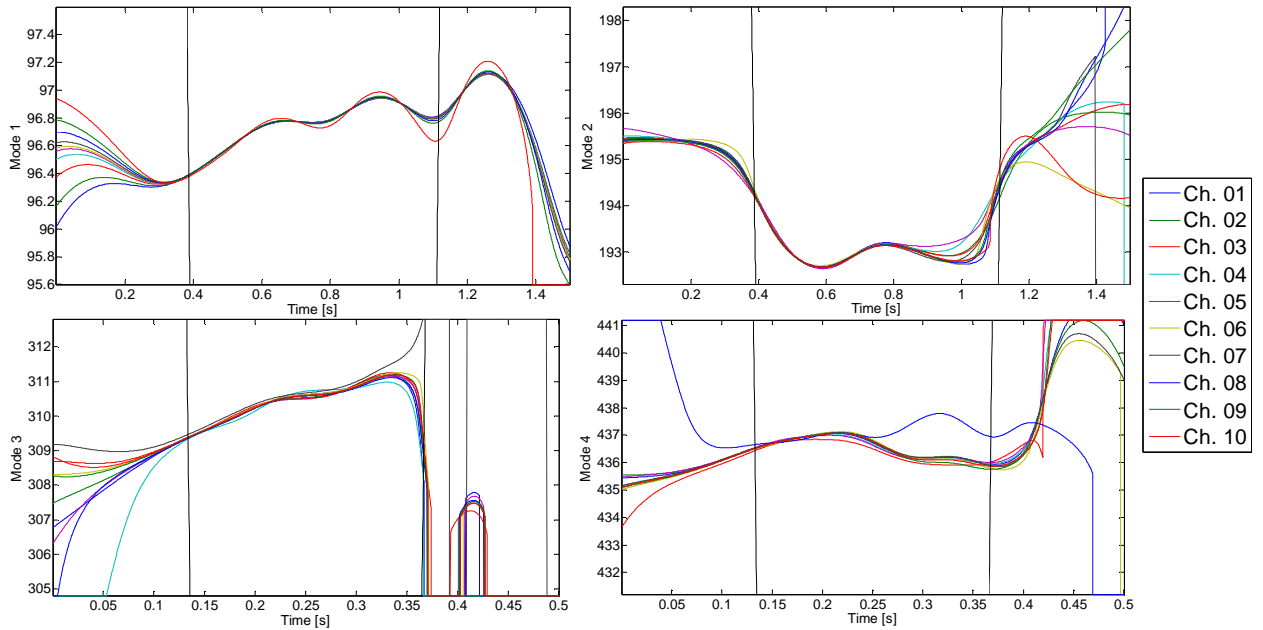 97.4
97.2
97
96.8
96.6
96.4
96.2
96
95.8
95.6
Mode 1
0.2 0.4 0.6 0.8 1 1.2 1.4
Time [s]
198
197
196
195
194
193
Mode 2
0.2 0.4 0.6 0.8 1 1.2 1.4
Time [s]
312
311
310
309
308
307
306
305
Mode 3
0.05 0.1 0.15 0.2 0.25 0.3 0.35 0.4 0.45 0.5
Time [s]
441
440
439
438
437
436
435
434
433
432
Mode 4
0.05 0.1 0.15 0.2 0.25 0.3 0.35 0.4 0.45 0.5
Time [s]
Ch. 01
Ch. 02
Ch. 03
Ch. 04
Ch. 05
Ch. 06
Ch. 07
Ch. 08
Ch. 09
Ch. 10